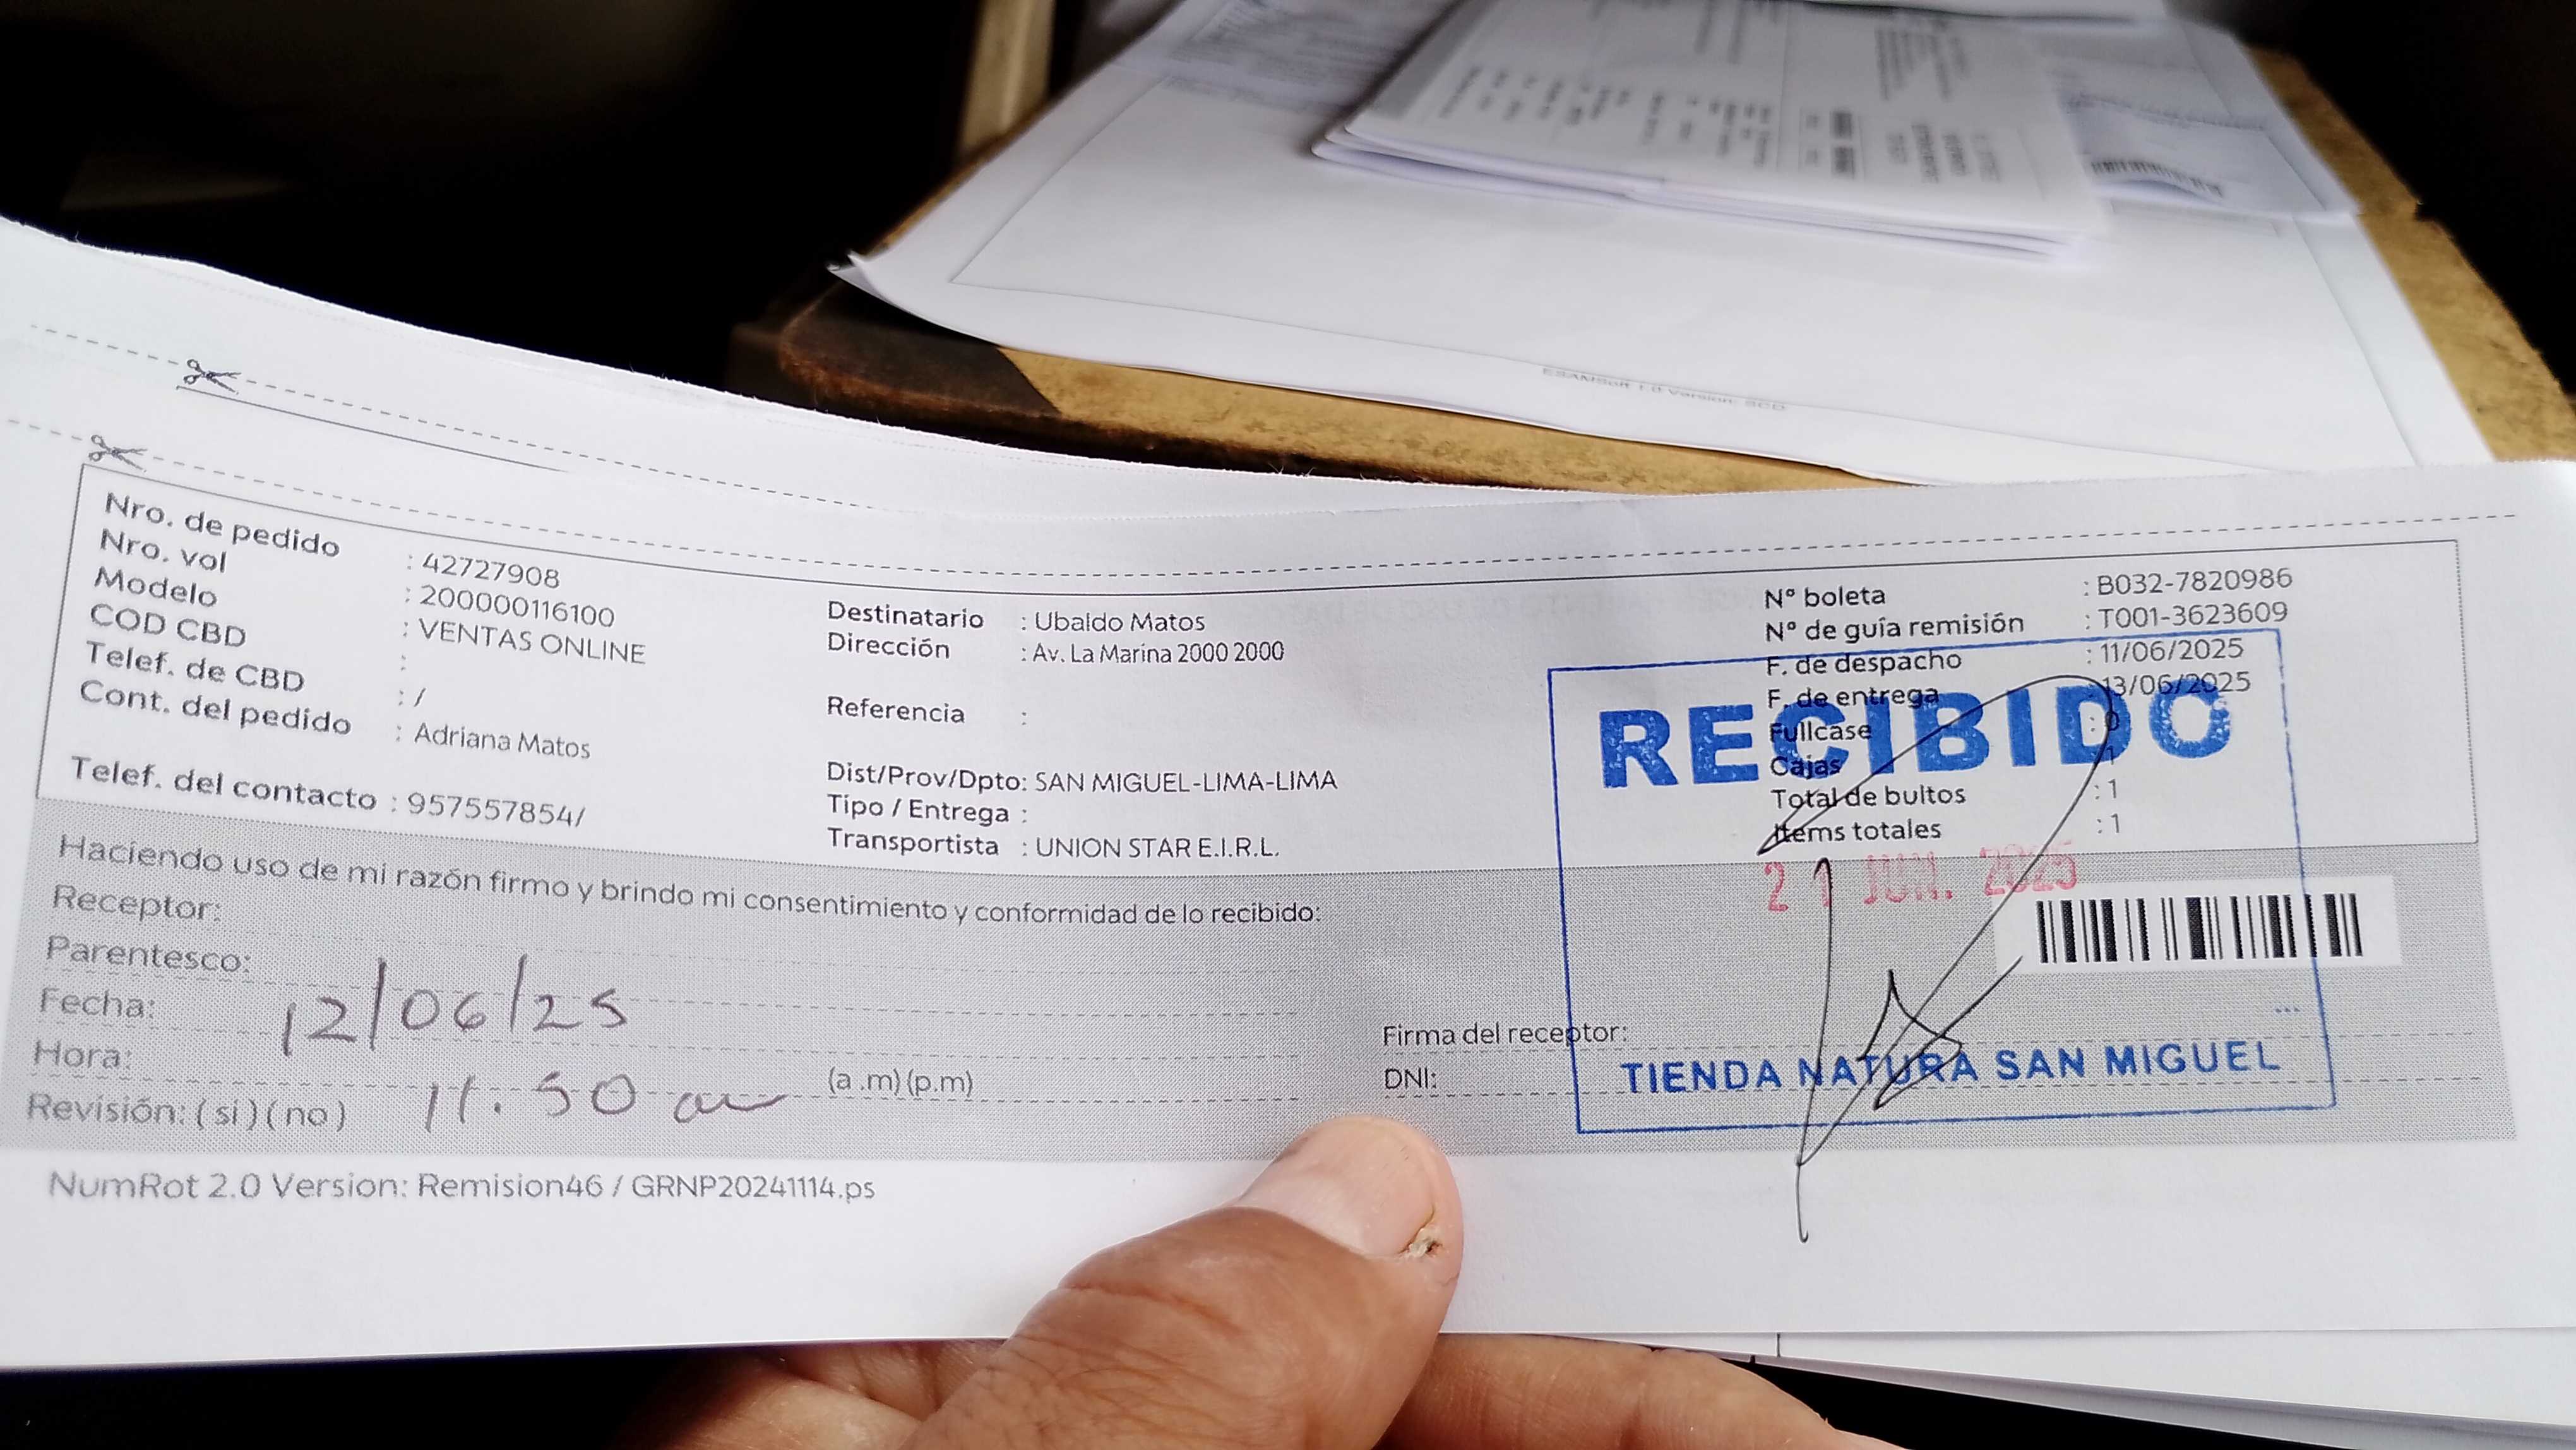 Nro. de pedido : 42727908
Nro. vol : 200000116100
Modelo : VENTAS ONLINE
COD CBD :
Telef. de CBD : /
Cont. del pedido : Adriana Matos
Telef. del contacto : 957557854/
Destinatario : Ubaldo Matos
Dirección : Av. La Marina 2000 2000
Referencia :
Dist/Prov/Dpto: SAN MIGUEL-LIMA-LIMA
Tipo / Entrega :
Transportista : UNION STAR E.I.R.L.
N° boleta : B032-7820986
N° de guía remisión : T001-3623609
F. de despacho : 11/06/2025
F. de entrega : 13/06/2025
Fullcase : 0
Cajas : 1
Total de bultos : 1
Items totales : 1
RECIBIDO
21 JUN. 2025
TIENDA NATURA SAN MIGUEL
Haciendo uso de mi razón firmo y brindo mi consentimiento y conformidad de lo recibido:
Receptor:
Parentesco:
Fecha: 12/06/25
Hora: 11.50 am (a .m) (p.m)
Revisión: ( si ) ( no )
Firma del receptor:
DNI:
NumRot 2.0 Version: Remision46 / GRNP20241114.ps